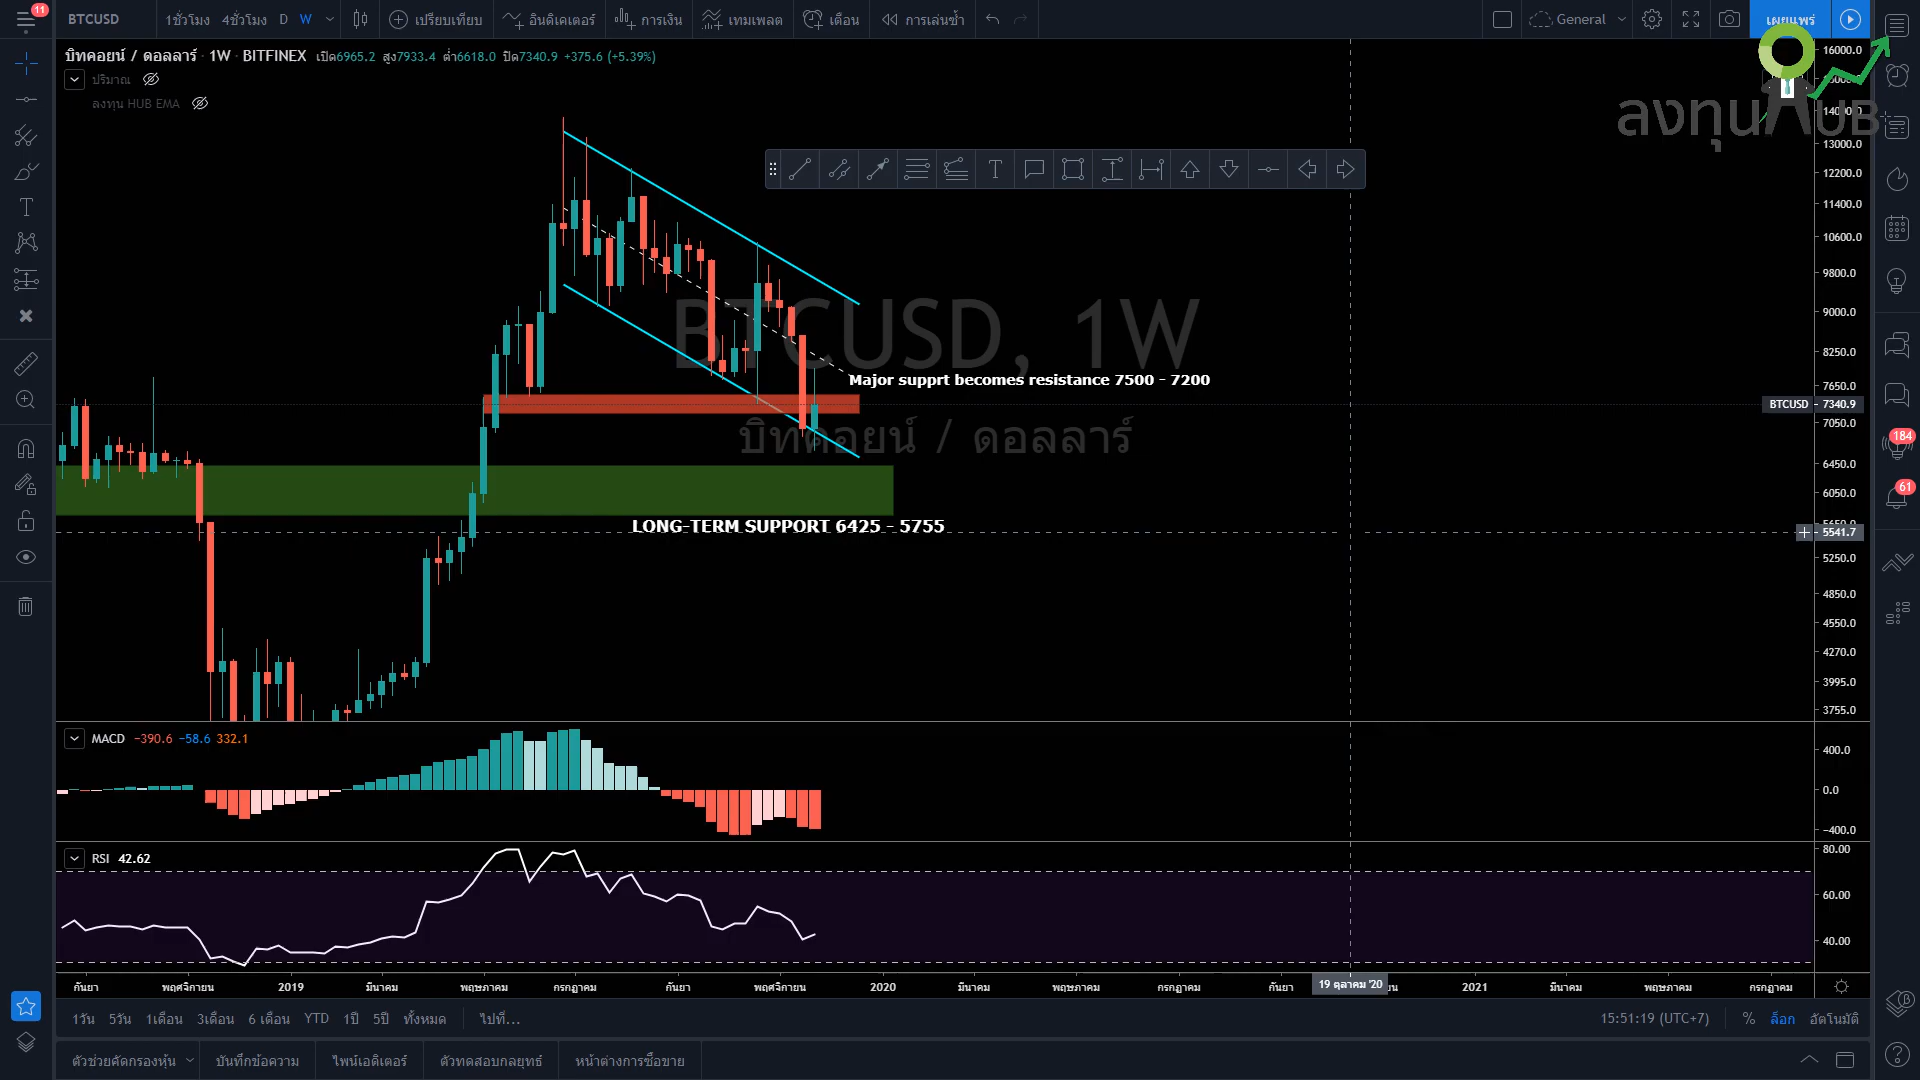 11
BTCUSD
1ชั่วโมง 4ชั่วโมง D W
เปรียบเทียบ
อินดิเคเตอร์
การเงิน
เทมเพลต
เตือน
การเล่นซ้ำ
General
เผยแพร่
บิทคอยน์ / ดอลลาร์ · 1W · BITFINEX เปิด6965.2 สูง7933.4 ต่ำ6618.0 ปิด7340.9 +375.6 (+5.39%)
ปริมาณ
ลงทุน HUB EMA
ลงทุน HUB
16000.0
13000.0
12200.0
11400.0
10600.0
9800.0
9000.0
8250.0
7650.0
BTCUSD 7340.9
7050.0
6450.0
6050.0
5650.0
5541.7
5250.0
4850.0
4550.0
4270.0
3995.0
3755.0
BTCUSD, 1W
บิทคอยน์ / ดอลลาร์
Major supprt becomes resistance 7500 - 7200
LONG-TERM SUPPORT 6425 - 5755
184
61
MACD −390.6 −58.6 332.1
400.0
0.0
−400.0
RSI 42.62
80.00
60.00
40.00
กันยา พฤศจิกายน 2019 มีนาคม พฤษภาคม กรกฎาคม กันยา พฤศจิกายน 2020 มีนาคม พฤษภาคม กรกฎาคม กันยา 19 ตุลาคม '20 2021 มีนาคม พฤษภาคม กรกฎาคม
1วัน 5วัน 1เดือน 3เดือน 6 เดือน YTD 1ปี 5ปี ทั้งหมด ไปที่...
15:51:19 (UTC+7) % ล็อก อัตโนมัติ
ตัวช่วยคัดกรองหุ้น บันทึกข้อความ ไพน์เอดิเตอร์ ตัวทดสอบกลยุทธ์ หน้าต่างการซื้อขาย